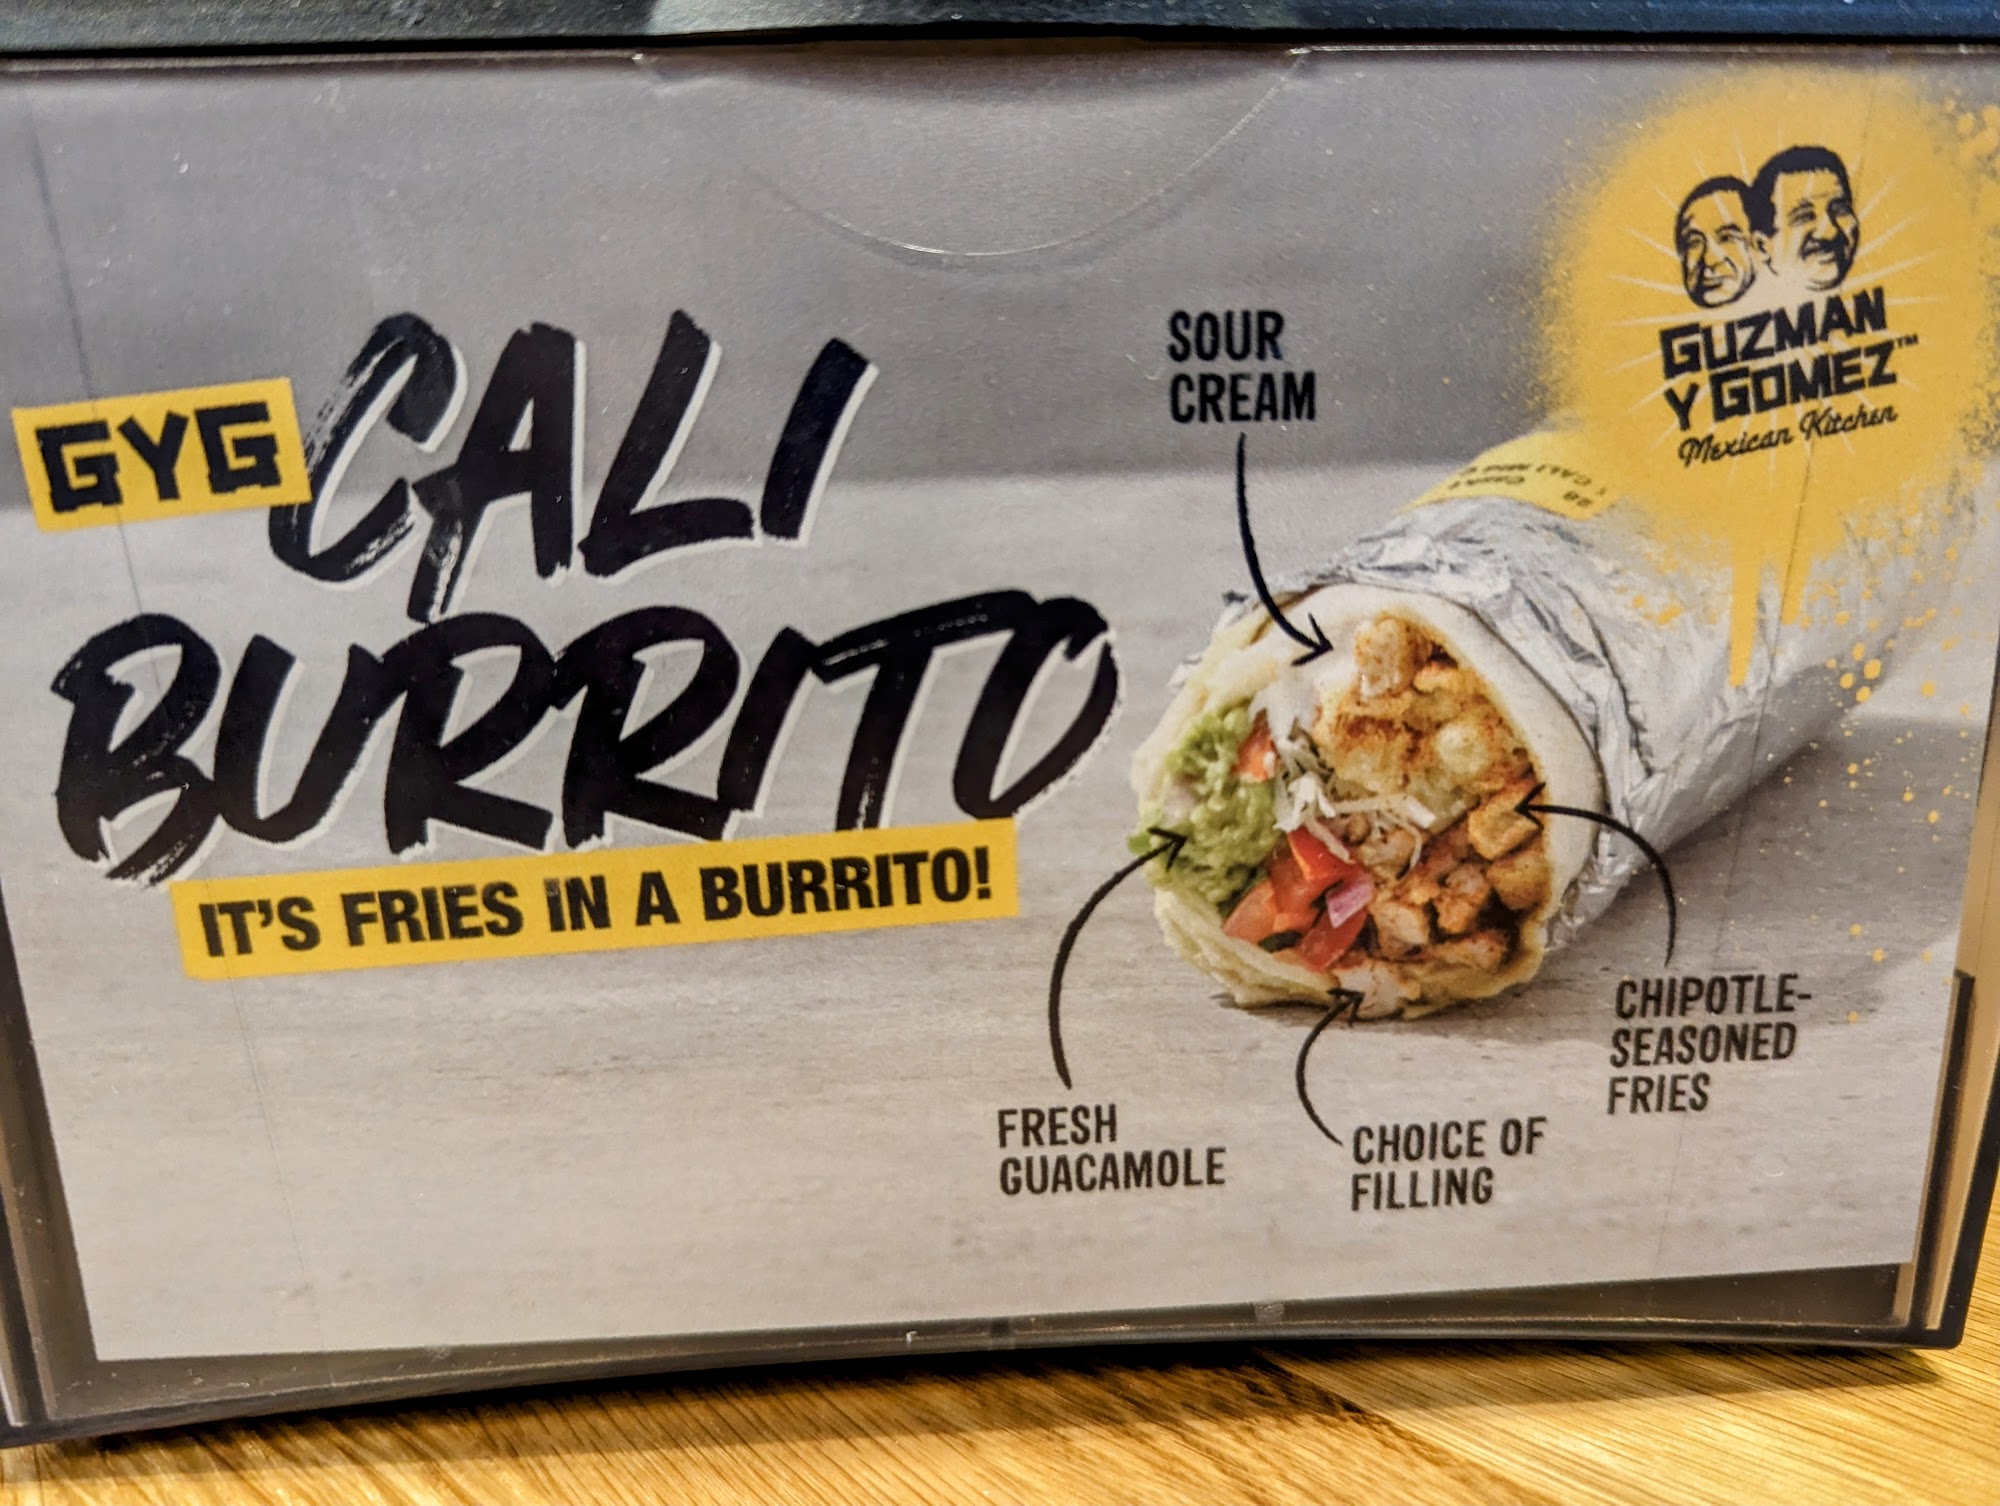 GYG
CALI
BURRITO
IT'S FRIES IN A BURRITO!
SOUR
CREAM
GUZMAN
Y GOMEZ™
Mexican Kitchen
CHIPOTLE-
SEASONED
FRIES
FRESH
GUACAMOLE
CHOICE OF
FILLING